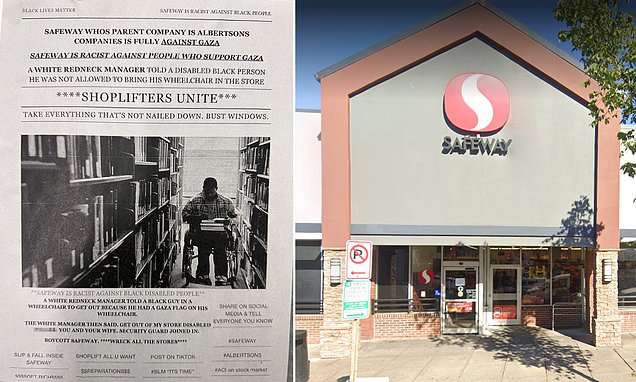 BLACK LIVES MATTER SAFEWAY IS RACIST AGAINST BLACK PEOPLE
SAFEWAY WHOS PARENT COMPANY IS ALBERTSONS
COMPANIES IS FULLY AGAINST GAZA
SAFEWAY IS RACIST AGAINST PEOPLE WHO SUPPORT GAZA
A WHITE REDNECK MANAGER TOLD A DISABLED BLACK PERSON
HE WAS NOT ALLOWED TO BRING HIS WHEELCHAIR IN THE STORE
****SHOPLIFTERS UNITE***
TAKE EVERYTHING THAT'S NOT NAILED DOWN. BUST WINDOWS.
**SAFEWAY IS RACIST AGAINST BLACK DISABLED PEOPLE**
A WHITE REDNECK MANAGER TOLD A BLACK GUY IN A
WHEELCHAIR TO GET OUT BECAUSE HE HAD A GAZA FLAG ON HIS
WHEELCHAIR.
THE WHITE MANAGER THEN SAID, GET OUT OF MY STORE DISABLED
YOU AND YOUR WIFE, SECURITY GUARD JOINED IN.
BOYCOTT SAFEWAY. ****WRECK ALL THE STORES****
SHARE ON SOCIAL
MEDIA & TELL
EVERYONE YOU KNOW
#SAFEWAY
SLIP & FALL INSIDE
SAFEWAY
SHOPLIFT ALL U WANT
POST ON TIKTOK
#ALBERTSONS
$$REPARATIONS$$
#BLM "IT'S TIME"
#ACI on stock market
SAFEWAY
P